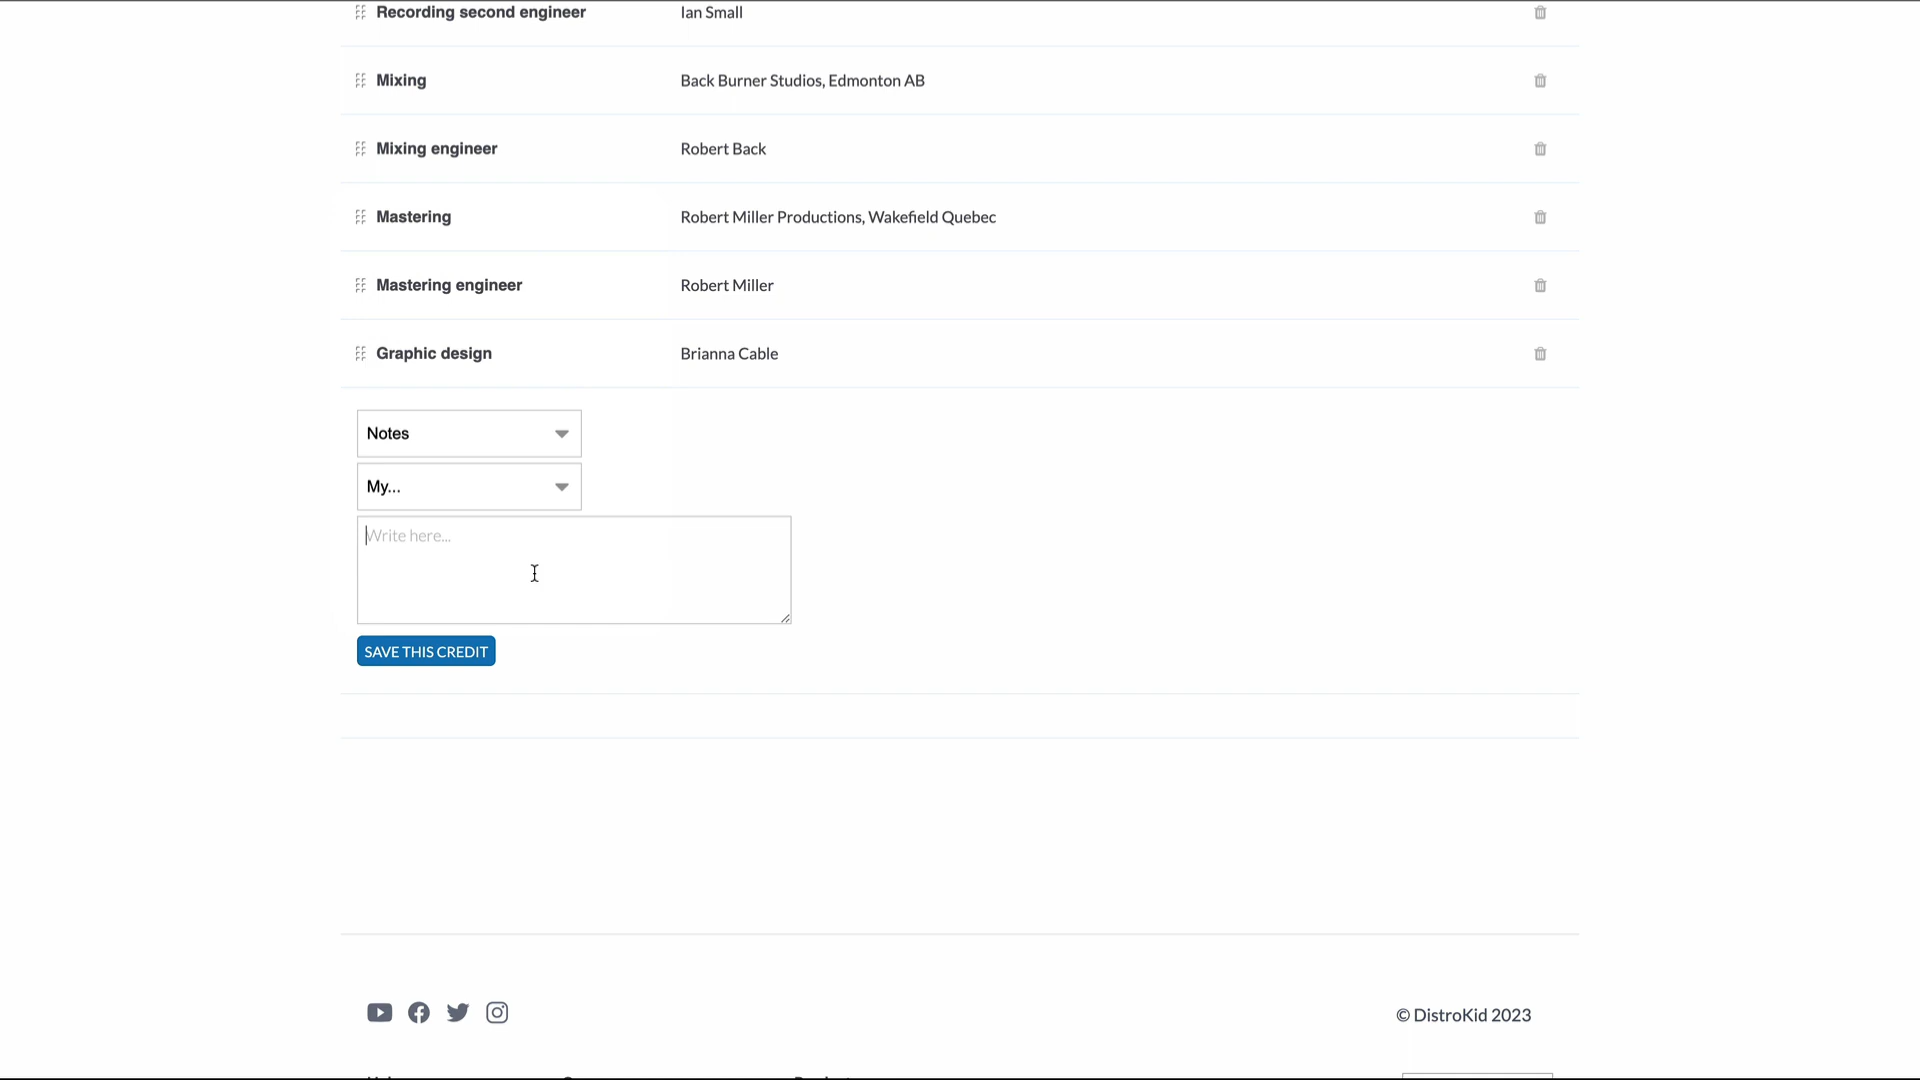 Recording second engineer Ian Small
Mixing Back Burner Studios, Edmonton AB
Mixing engineer Robert Back
Mastering Robert Miller Productions, Wakefield Quebec
Mastering engineer Robert Miller
Graphic design Brianna Cable
Notes
My...
Write here...
SAVE THIS CREDIT
© DistroKid 2023